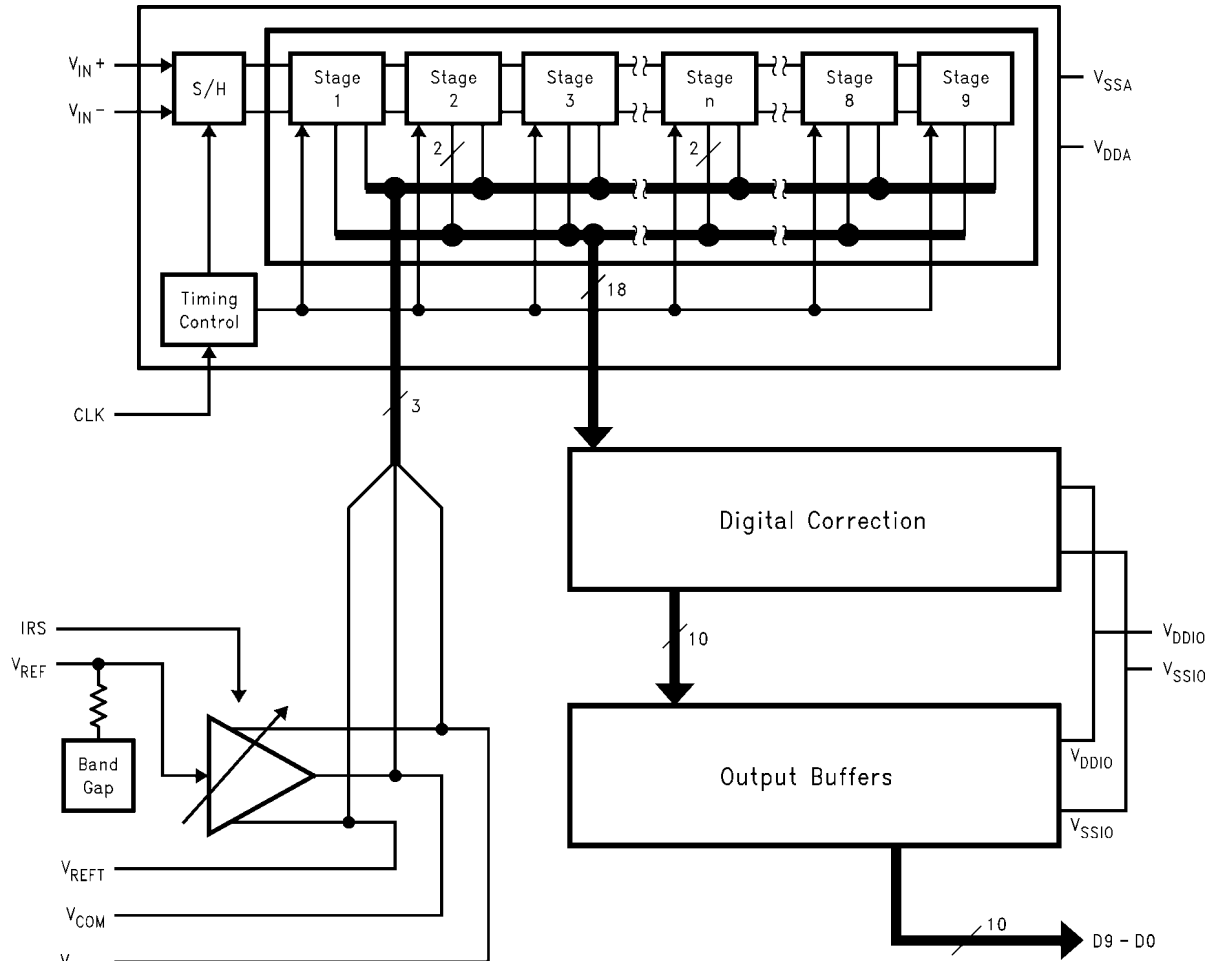 V_IN+
V_IN-
S/H
Stage 1
Stage 2
Stage 3
Stage n
Stage 8
Stage 9
V_SSA
V_DDA
2
2
18
Timing Control
CLK
3
Digital Correction
10
IRS
V_REF
Band Gap
V_DDIO
V_SSIO
Output Buffers
V_DDIO
V_SSIO
V_REFT
V_COM
10
D9 - D0